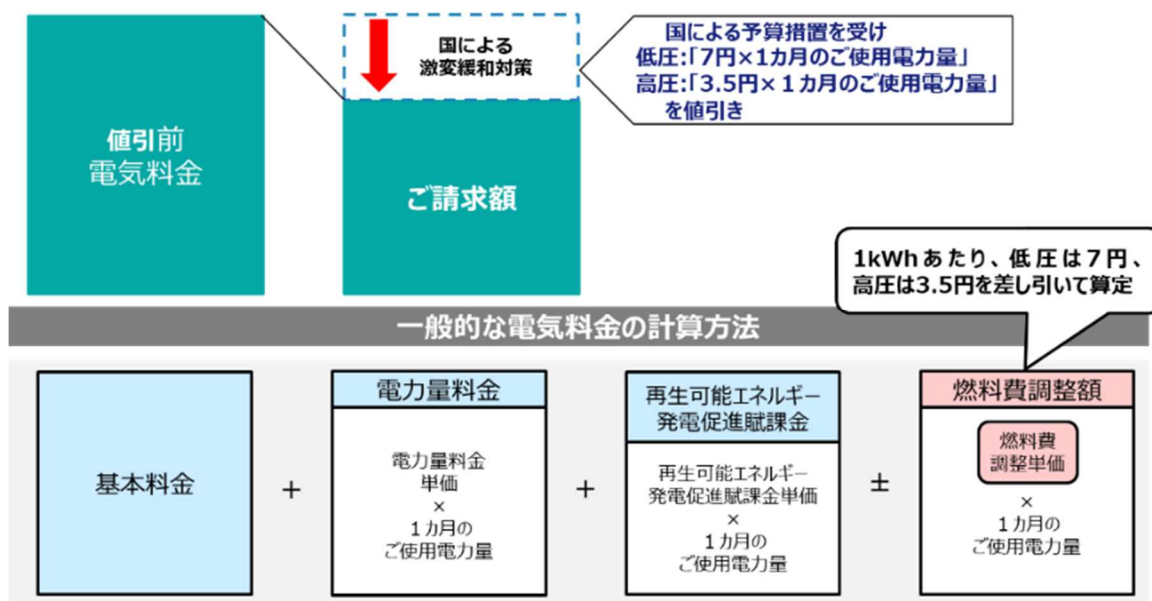 値引前
電気料金
国による
激変緩和対策
ご請求額
国による予算措置を受け
低圧:「7円×1カ月のご使用電力量」
高圧:「3.5円×1カ月のご使用電力量」
を値引き
1kWhあたり、低圧は7円、
高圧は3.5円を差し引いて算定
一般的な電気料金の計算方法
基本料金
+
電力量料金
電力量料金
単価
×
1カ月の
ご使用電力量
+
再生可能エネルギー
発電促進賦課金
再生可能エネルギー
発電促進賦課金単価
×
1カ月の
ご使用電力量
±
燃料費調整額
燃料費
調整単価
×
1カ月の
ご使用電力量